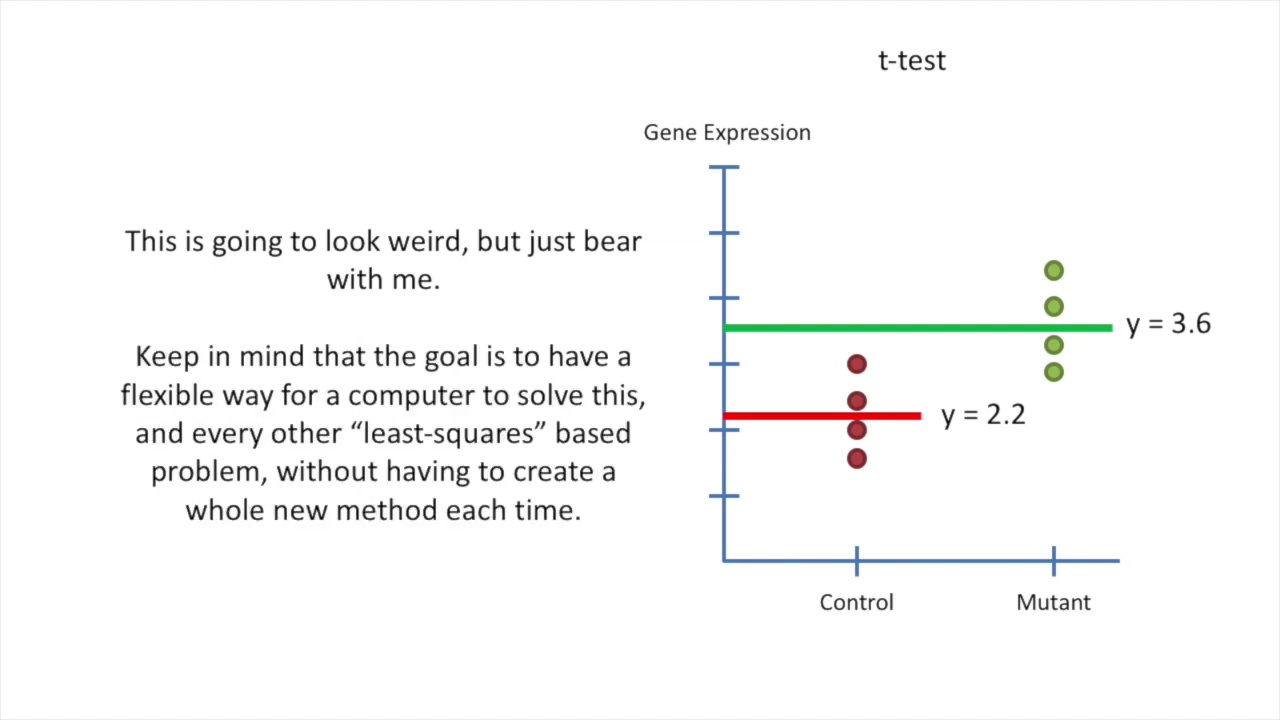 t-test
Gene Expression
This is going to look weird, but just bear
with me.
Keep in mind that the goal is to have a
flexible way for a computer to solve this,
and every other “least-squares” based
problem, without having to create a
whole new method each time.
y = 3.6
y = 2.2
Control
Mutant